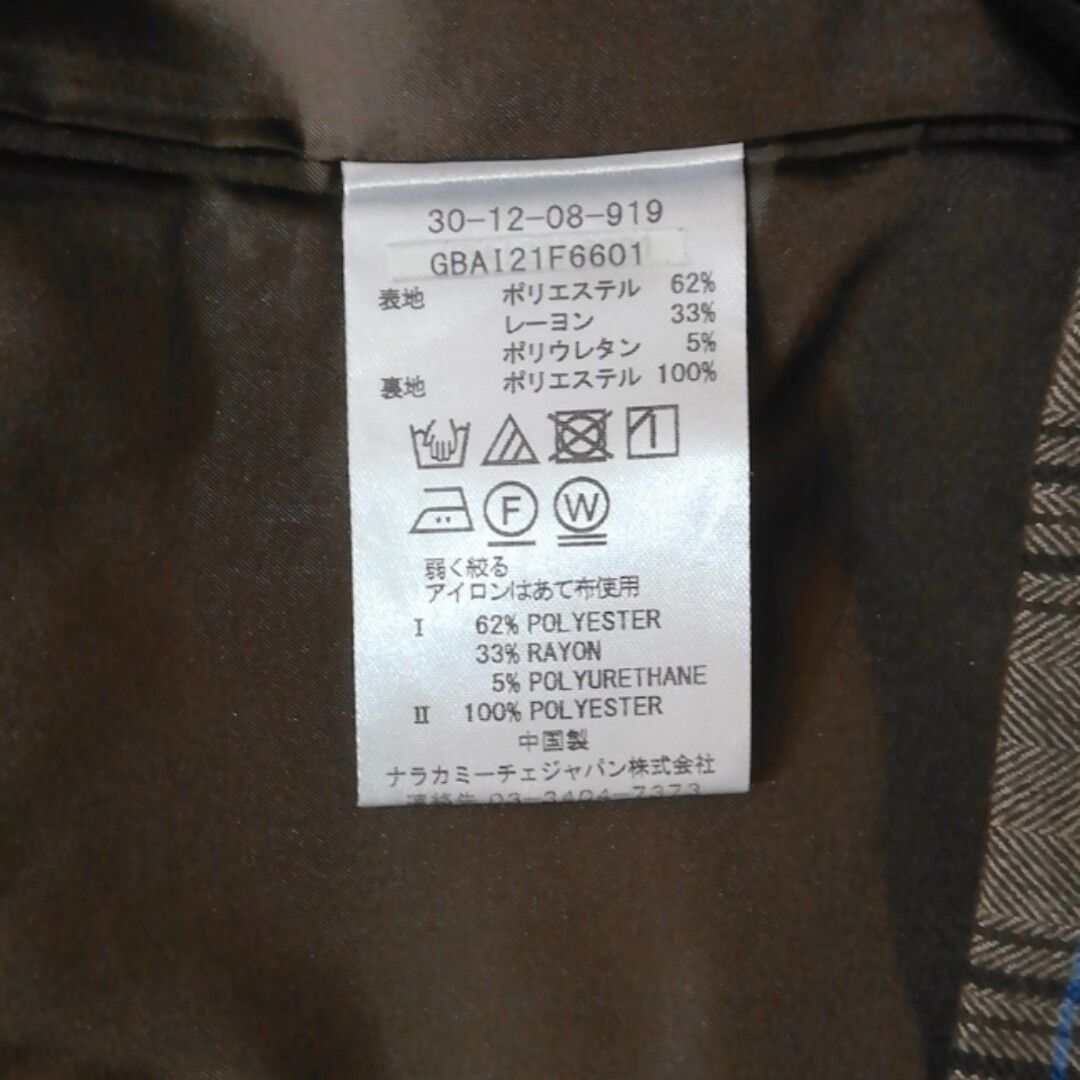 30-12-08-919
GBAI21F6601
表地 ポリエステル 62%
レーヨン 33%
ポリウレタン 5%
裏地 ポリエステル 100%
F W
弱く絞る
アイロンはあて布使用
I 62% POLYESTER
33% RAYON
5% POLYURETHANE
II 100% POLYESTER
中国製
ナラカミーチェジャパン株式会社
03-3404-7373